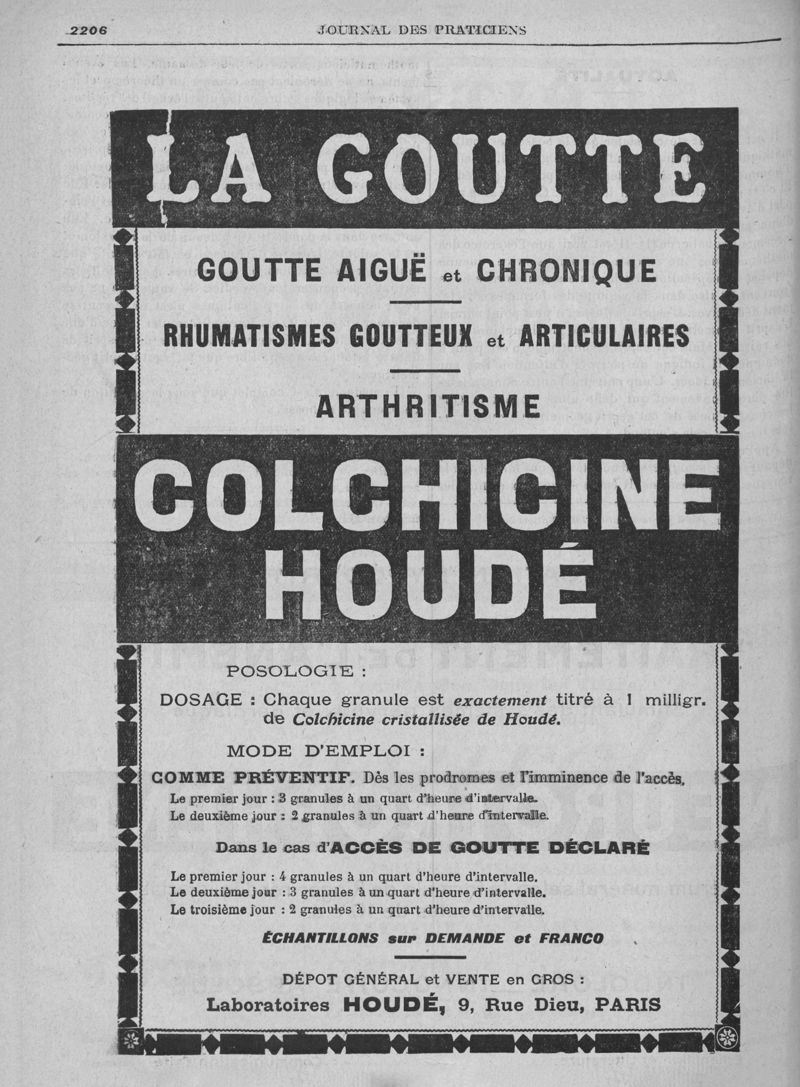 2206
JOURNAL DES PRATICIENS
LA GOUTTE
GOUTTE AIGUË et CHRONIQUE
RHUMATISMES GOUTTEUX et ARTICULAIRES
ARTHRITISME
COLCHICINE
HOUDÉ
POSOLOGIE :
DOSAGE : Chaque granule est exactement titré à 1 milligr.
de Colchicine cristallisée de Houdé.
MODE D'EMPLOI :
COMME PRÉVENTIF. Dès les prodromes et l'imminence de l'accès.
Le premier jour : 3 granules à un quart d'heure d'intervalle.
Le deuxième jour : 2 granules à un quart d'heure d'intervalle.
Dans le cas d'ACCÈS DE GOUTTE DÉCLARÉ
Le premier jour : 4 granules à un quart d'heure d'intervalle.
Le deuxième jour : 3 granules à un quart d'heure d'intervalle.
Le troisième jour : 2 granules à un quart d'heure d'intervalle.
ÉCHANTILLONS sur DEMANDE et FRANCO
DÉPOT GÉNÉRAL et VENTE en GROS :
Laboratoires HOUDÉ, 9, Rue Dieu, PARIS